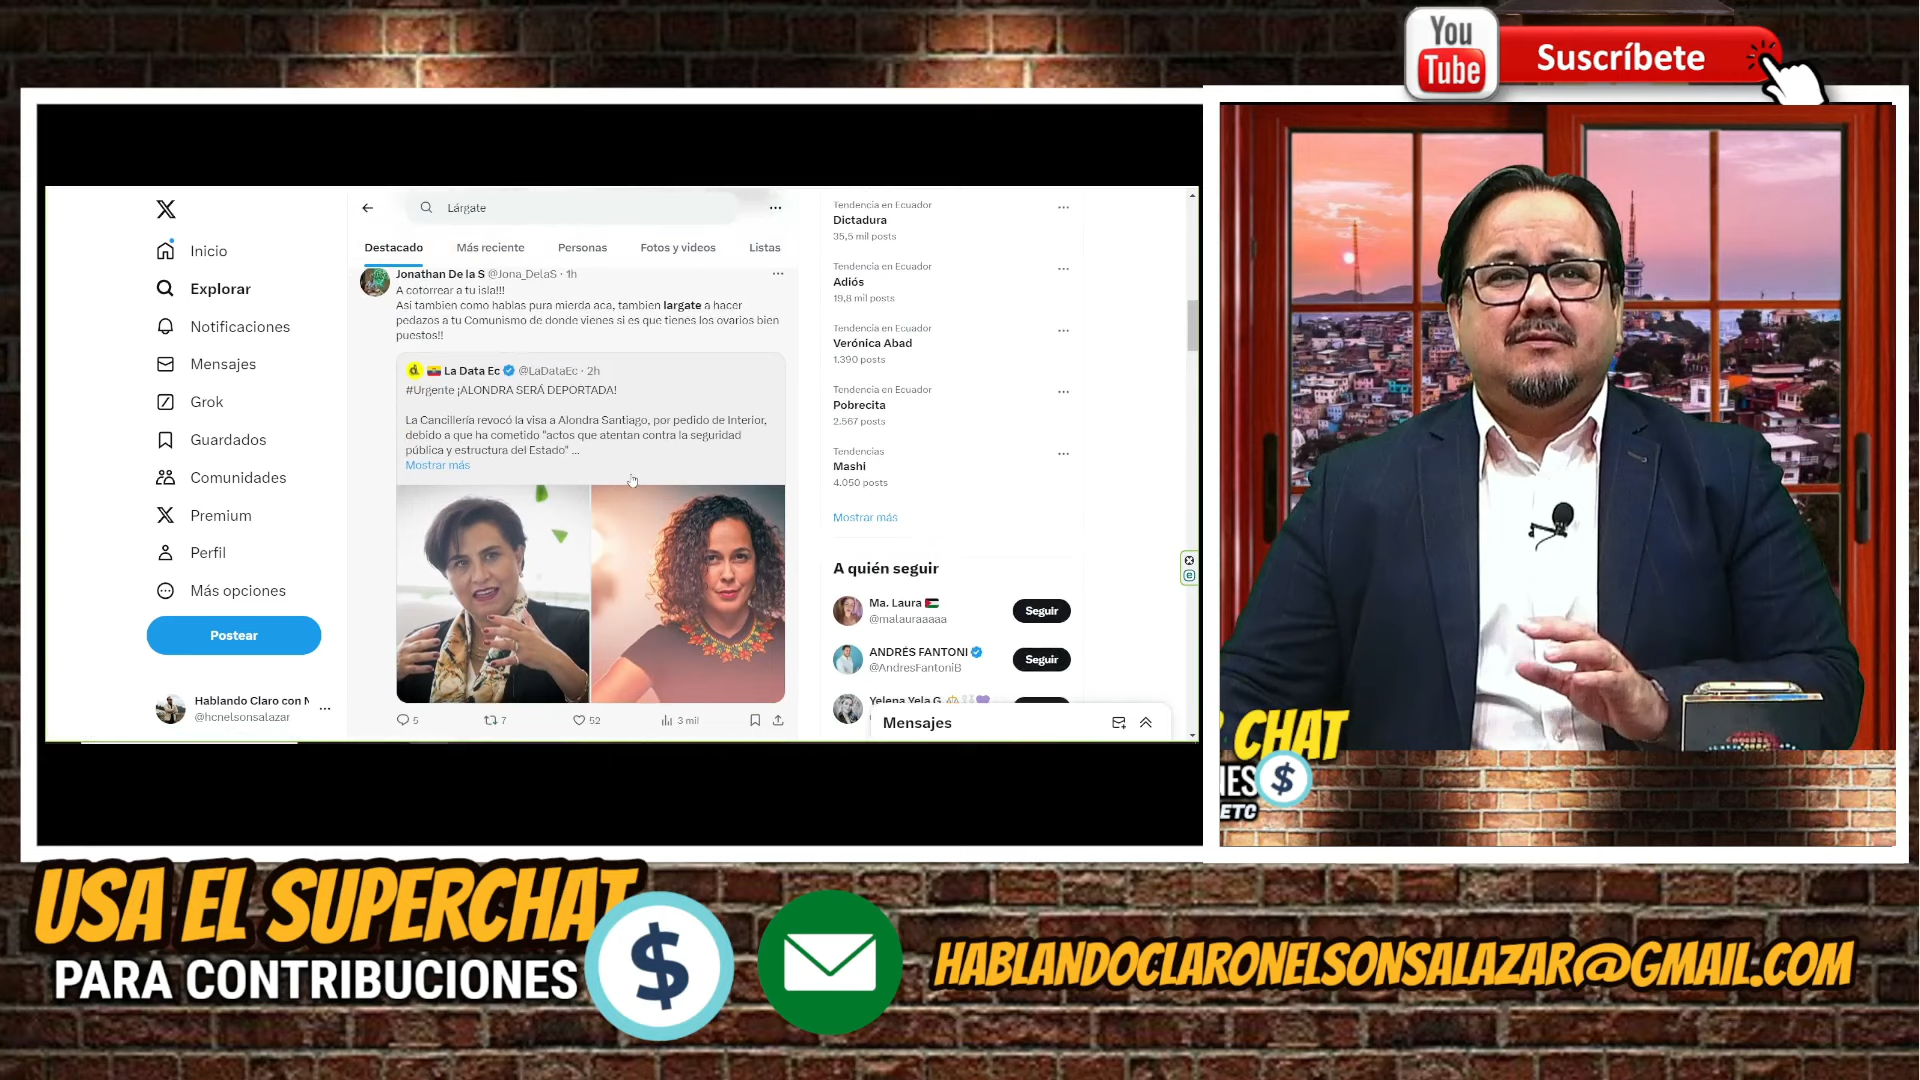 You
Tube
Suscríbete
Inicio
Explorar
Notificaciones
Mensajes
Grok
Guardados
Comunidades
Premium
Perfil
Más opciones
Postear
Hablando Claro con N
@hcnelsonsalazar
Lárgate
Destacado
Más reciente
Personas
Fotos y videos
Listas
Jonathan De la S @Jona_DelaS · 1h
A cotorrear a tu isla!!!
Asi tambien como hablas pura mierda aca, tambien largate a hacer
pedazos a tu Comunismo de donde vienes si es que tienes los ovarios bien
puestos!!
La Data Ec @LaDataEc · 2h
#Urgente ¡ALONDRA SERÁ DEPORTADA!
La Cancillería revocó la visa a Alondra Santiago, por pedido de Interior,
debido a que ha cometido "actos que atentan contra la seguridad
pública y estructura del Estado" ...
Mostrar más
5
7
52
3 mil
Tendencia en Ecuador
Dictadura
35,5 mil posts
Tendencia en Ecuador
Adiós
19,8 mil posts
Tendencia en Ecuador
Verónica Abad
1.390 posts
Tendencia en Ecuador
Pobrecita
2.567 posts
Tendencias
Mashi
4.050 posts
Mostrar más
A quién seguir
Ma. Laura
@malauraaaaa
Seguir
ANDRÉS FANTONI
@AndresFantoniB
Seguir
Yelena Yela G
Mensajes
CHAT
NES $
ETC
USA EL SUPERCHAT
PARA CONTRIBUCIONES
$
HABLANDOCLARONELSONSALAZAR@GMAIL.COM